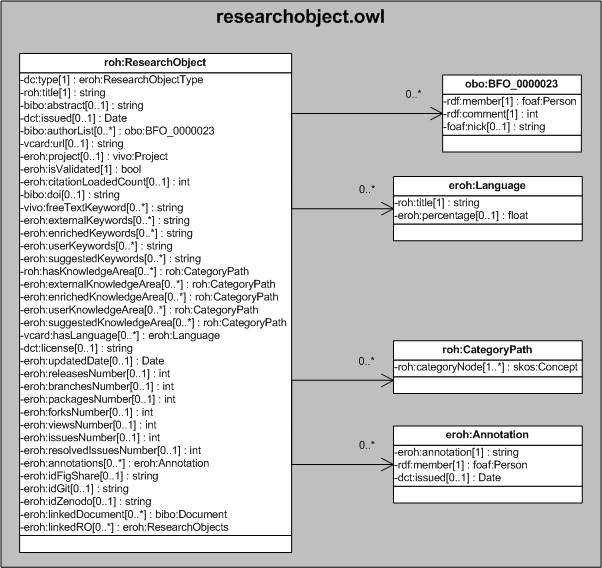 researchobject.owl
roh:ResearchObject
-dc:type[1] : eroh:ResearchObjectType
-roh:title[1] : string
-bibo:abstract[0..1] : string
-dct:issued[0..1] : Date
-bibo:authorList[0..*] : obo:BFO_0000023
-vcard:url[0..1] : string
-eroh:project[0..1] : vivo:Project
-eroh:isValidated[1] : bool
-eroh:citationLoadedCount[0..1] : int
-bibo:doi[0..1] : string
-vivo:freeTextKeyword[0..*] : string
-eroh:externalKeywords[0..*] : string
-eroh:enrichedKeywords[0..*] : string
-eroh:userKeywords[0..*] : string
-eroh:suggestedKeywords[0..*] : string
-roh:hasKnowledgeArea[0..*] : roh:CategoryPath
-eroh:externalKnowledgeArea[0..*] : roh:CategoryPath
-eroh:enrichedKnowledgeArea[0..*] : roh:CategoryPath
-eroh:userKnowledgeArea[0..*] : roh:CategoryPath
-eroh:suggestedKnowledgeArea[0..*] : roh:CategoryPath
-vcard:hasLanguage[0..*] : eroh:Language
-dct:license[0..1] : string
-eroh:updatedDate[0..1] : Date
-eroh:releasesNumber[0..1] : int
-eroh:branchesNumber[0..1] : int
-eroh:packagesNumber[0..1] : int
-eroh:forksNumber[0..1] : int
-eroh:viewsNumber[0..1] : int
-eroh:issuesNumber[0..1] : int
-eroh:resolvedIssuesNumber[0..1] : int
-eroh:annotations[0..*] : eroh:Annotation
-eroh:idFigShare[0..1] : string
-eroh:idGit[0..1] : string
-eroh:idZenodo[0..1] : string
-eroh:linkedDocument[0..*] : bibo:Document
-eroh:linkedRO[0..*] : eroh:ResearchObjects
0..*
obo:BFO_0000023
-rdf:member[1] : foaf:Person
-rdf:comment[1] : int
-foaf:nick[0..1] : string
0..*
eroh:Language
-roh:title[1] : string
-eroh:percentage[0..1] : float
0..*
roh:CategoryPath
-roh:categoryNode[1..*] : skos:Concept
0..*
eroh:Annotation
-eroh:annotation[1] : string
-rdf:member[1] : foaf:Person
-dct:issued[0..1] : Date